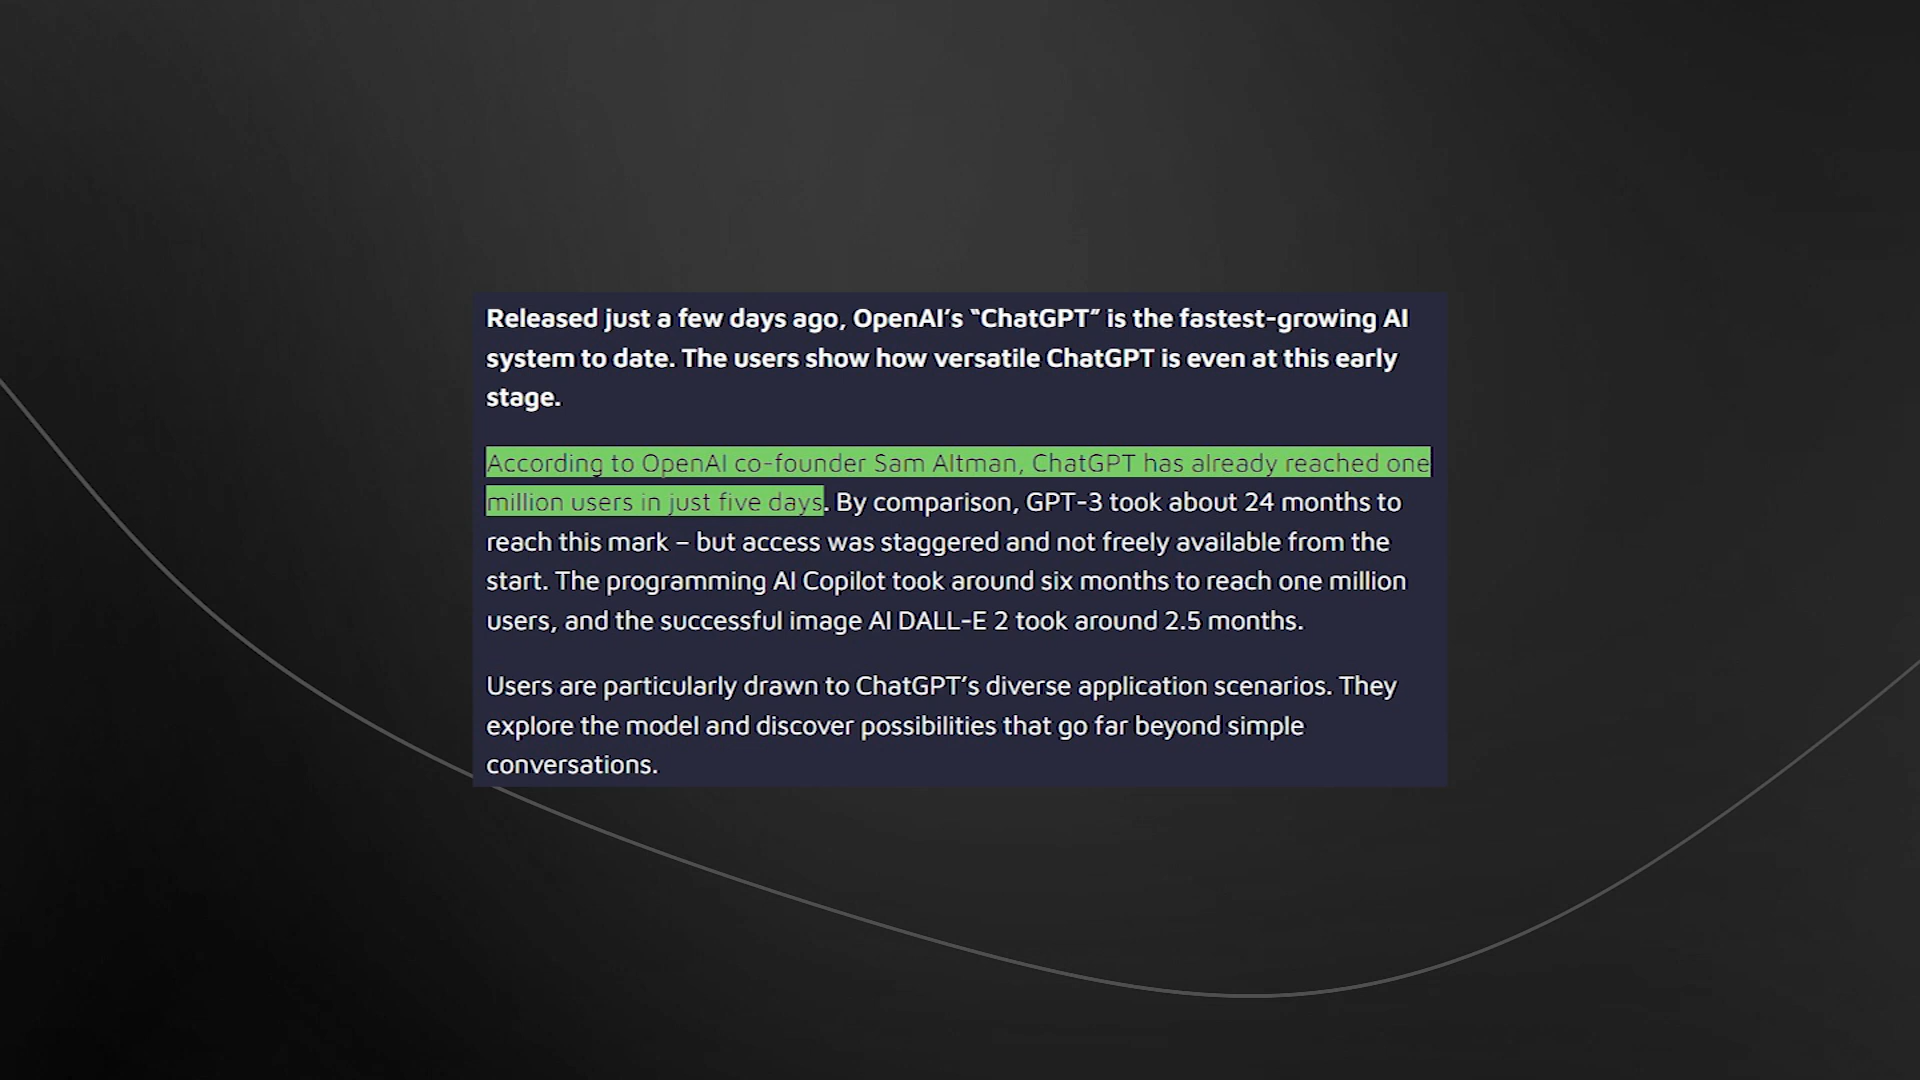 Released just a few days ago, OpenAI’s “ChatGPT” is the fastest-growing AI
system to date. The users show how versatile ChatGPT is even at this early
stage.
According to OpenAI co-founder Sam Altman, ChatGPT has already reached one
million users in just five days. By comparison, GPT-3 took about 24 months to
reach this mark – but access was staggered and not freely available from the
start. The programming AI Copilot took around six months to reach one million
users, and the successful image AI DALL-E 2 took around 2.5 months.
Users are particularly drawn to ChatGPT’s diverse application scenarios. They
explore the model and discover possibilities that go far beyond simple
conversations.